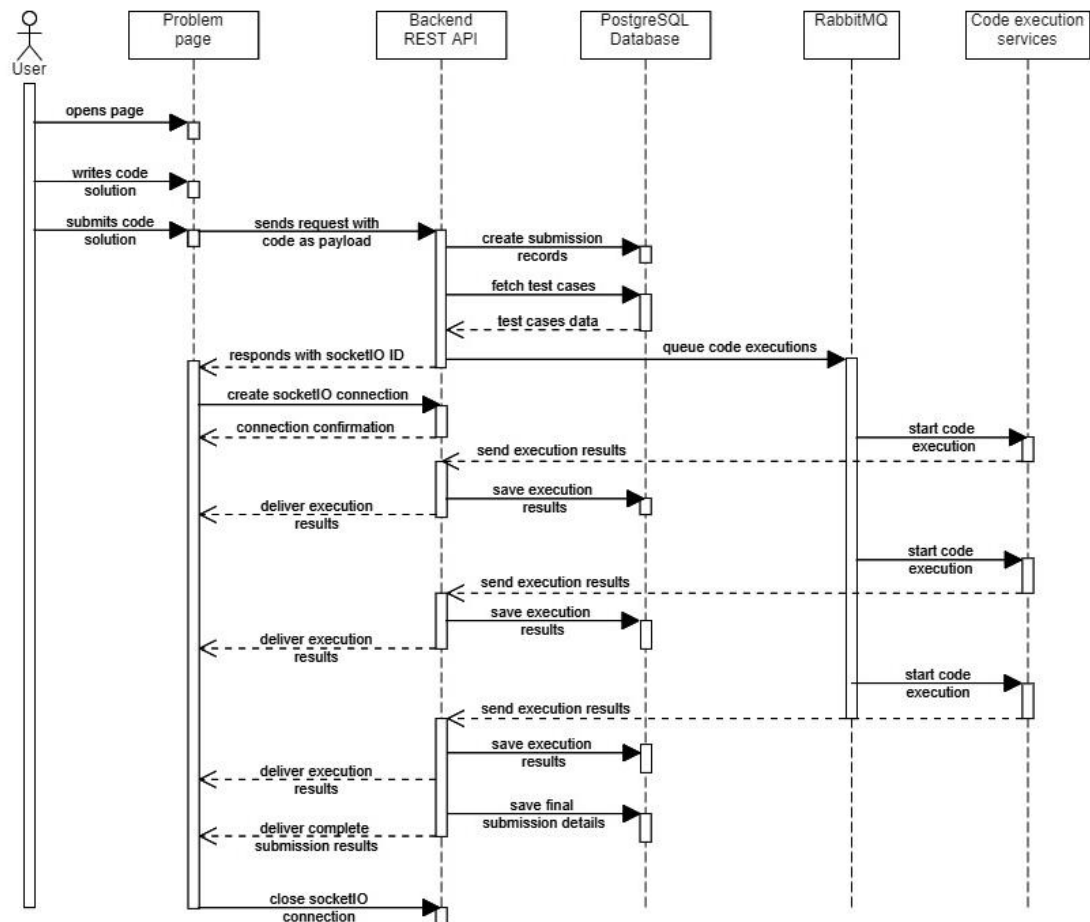 Problem
page
Backend
REST API
PostgreSQL
Database
RabbitMQ
Code execution
services
User
opens page
writes code
solution
submits code
solution
sends request with
code as payload
create submission
records
fetch test cases
test cases data
queue code executions
responds with socketIO ID
create socketIO connection
connection confirmation
start code
execution
send execution results
save execution
results
deliver execution
results
start code
execution
send execution results
save execution
results
deliver execution
results
start code
execution
send execution results
save execution
results
deliver execution
results
save final
submission details
deliver complete
submission results
close socketIO
connection